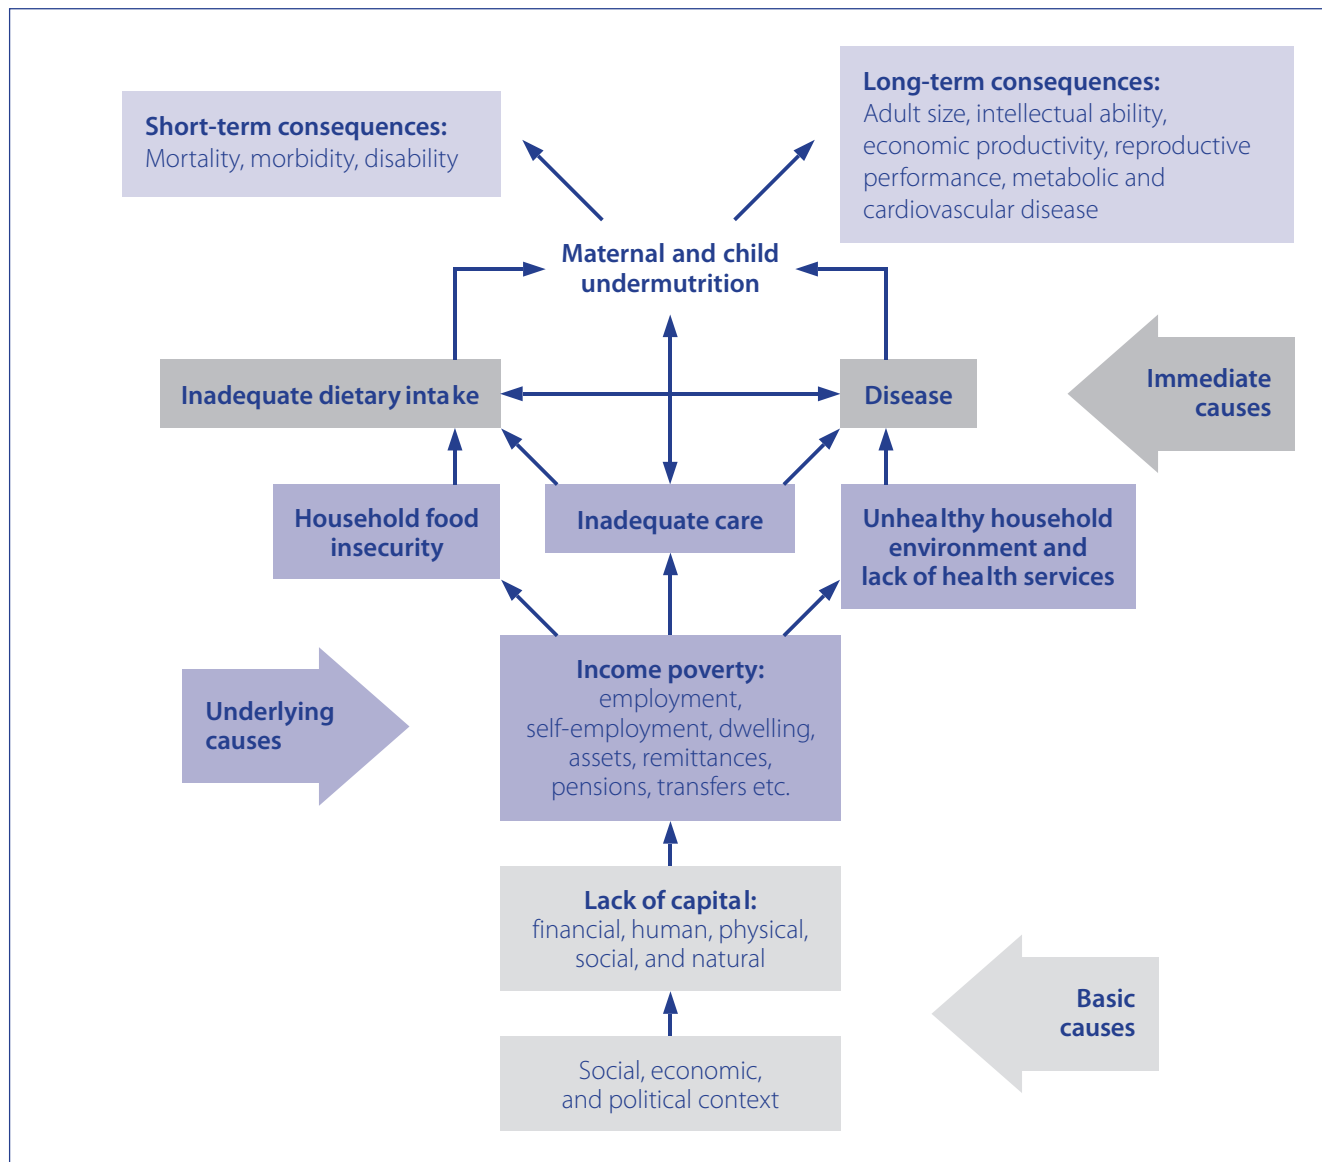 Short-term consequences:
Mortality, morbidity, disability
Long-term consequences:
Adult size, intellectual ability,
economic productivity, reproductive
performance, metabolic and
cardiovascular disease
Maternal and child
undermutrition
Inadequate dietary intake
Disease
Immediate
causes
Household food
insecurity
Inadequate care
Unhealthy household
environment and
lack of health services
Underlying
causes
Income poverty:
employment,
self-employment, dwelling,
assets, remittances,
pensions, transfers etc.
Lack of capital:
financial, human, physical,
social, and natural
Basic
causes
Social, economic,
and political context